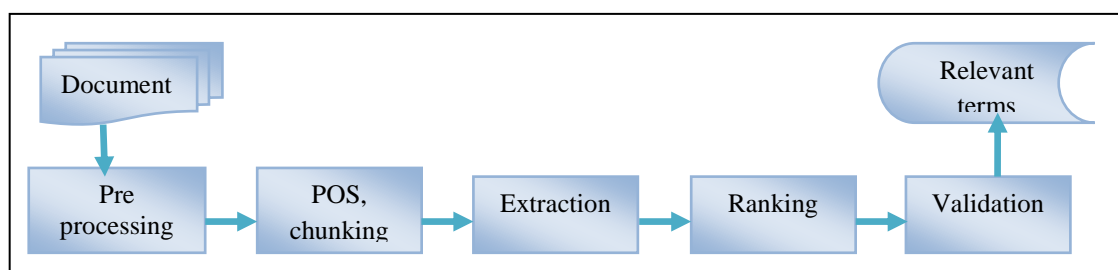 Document
Relevant
terms
Pre
processing
POS,
chunking
Extraction
Ranking
Validation